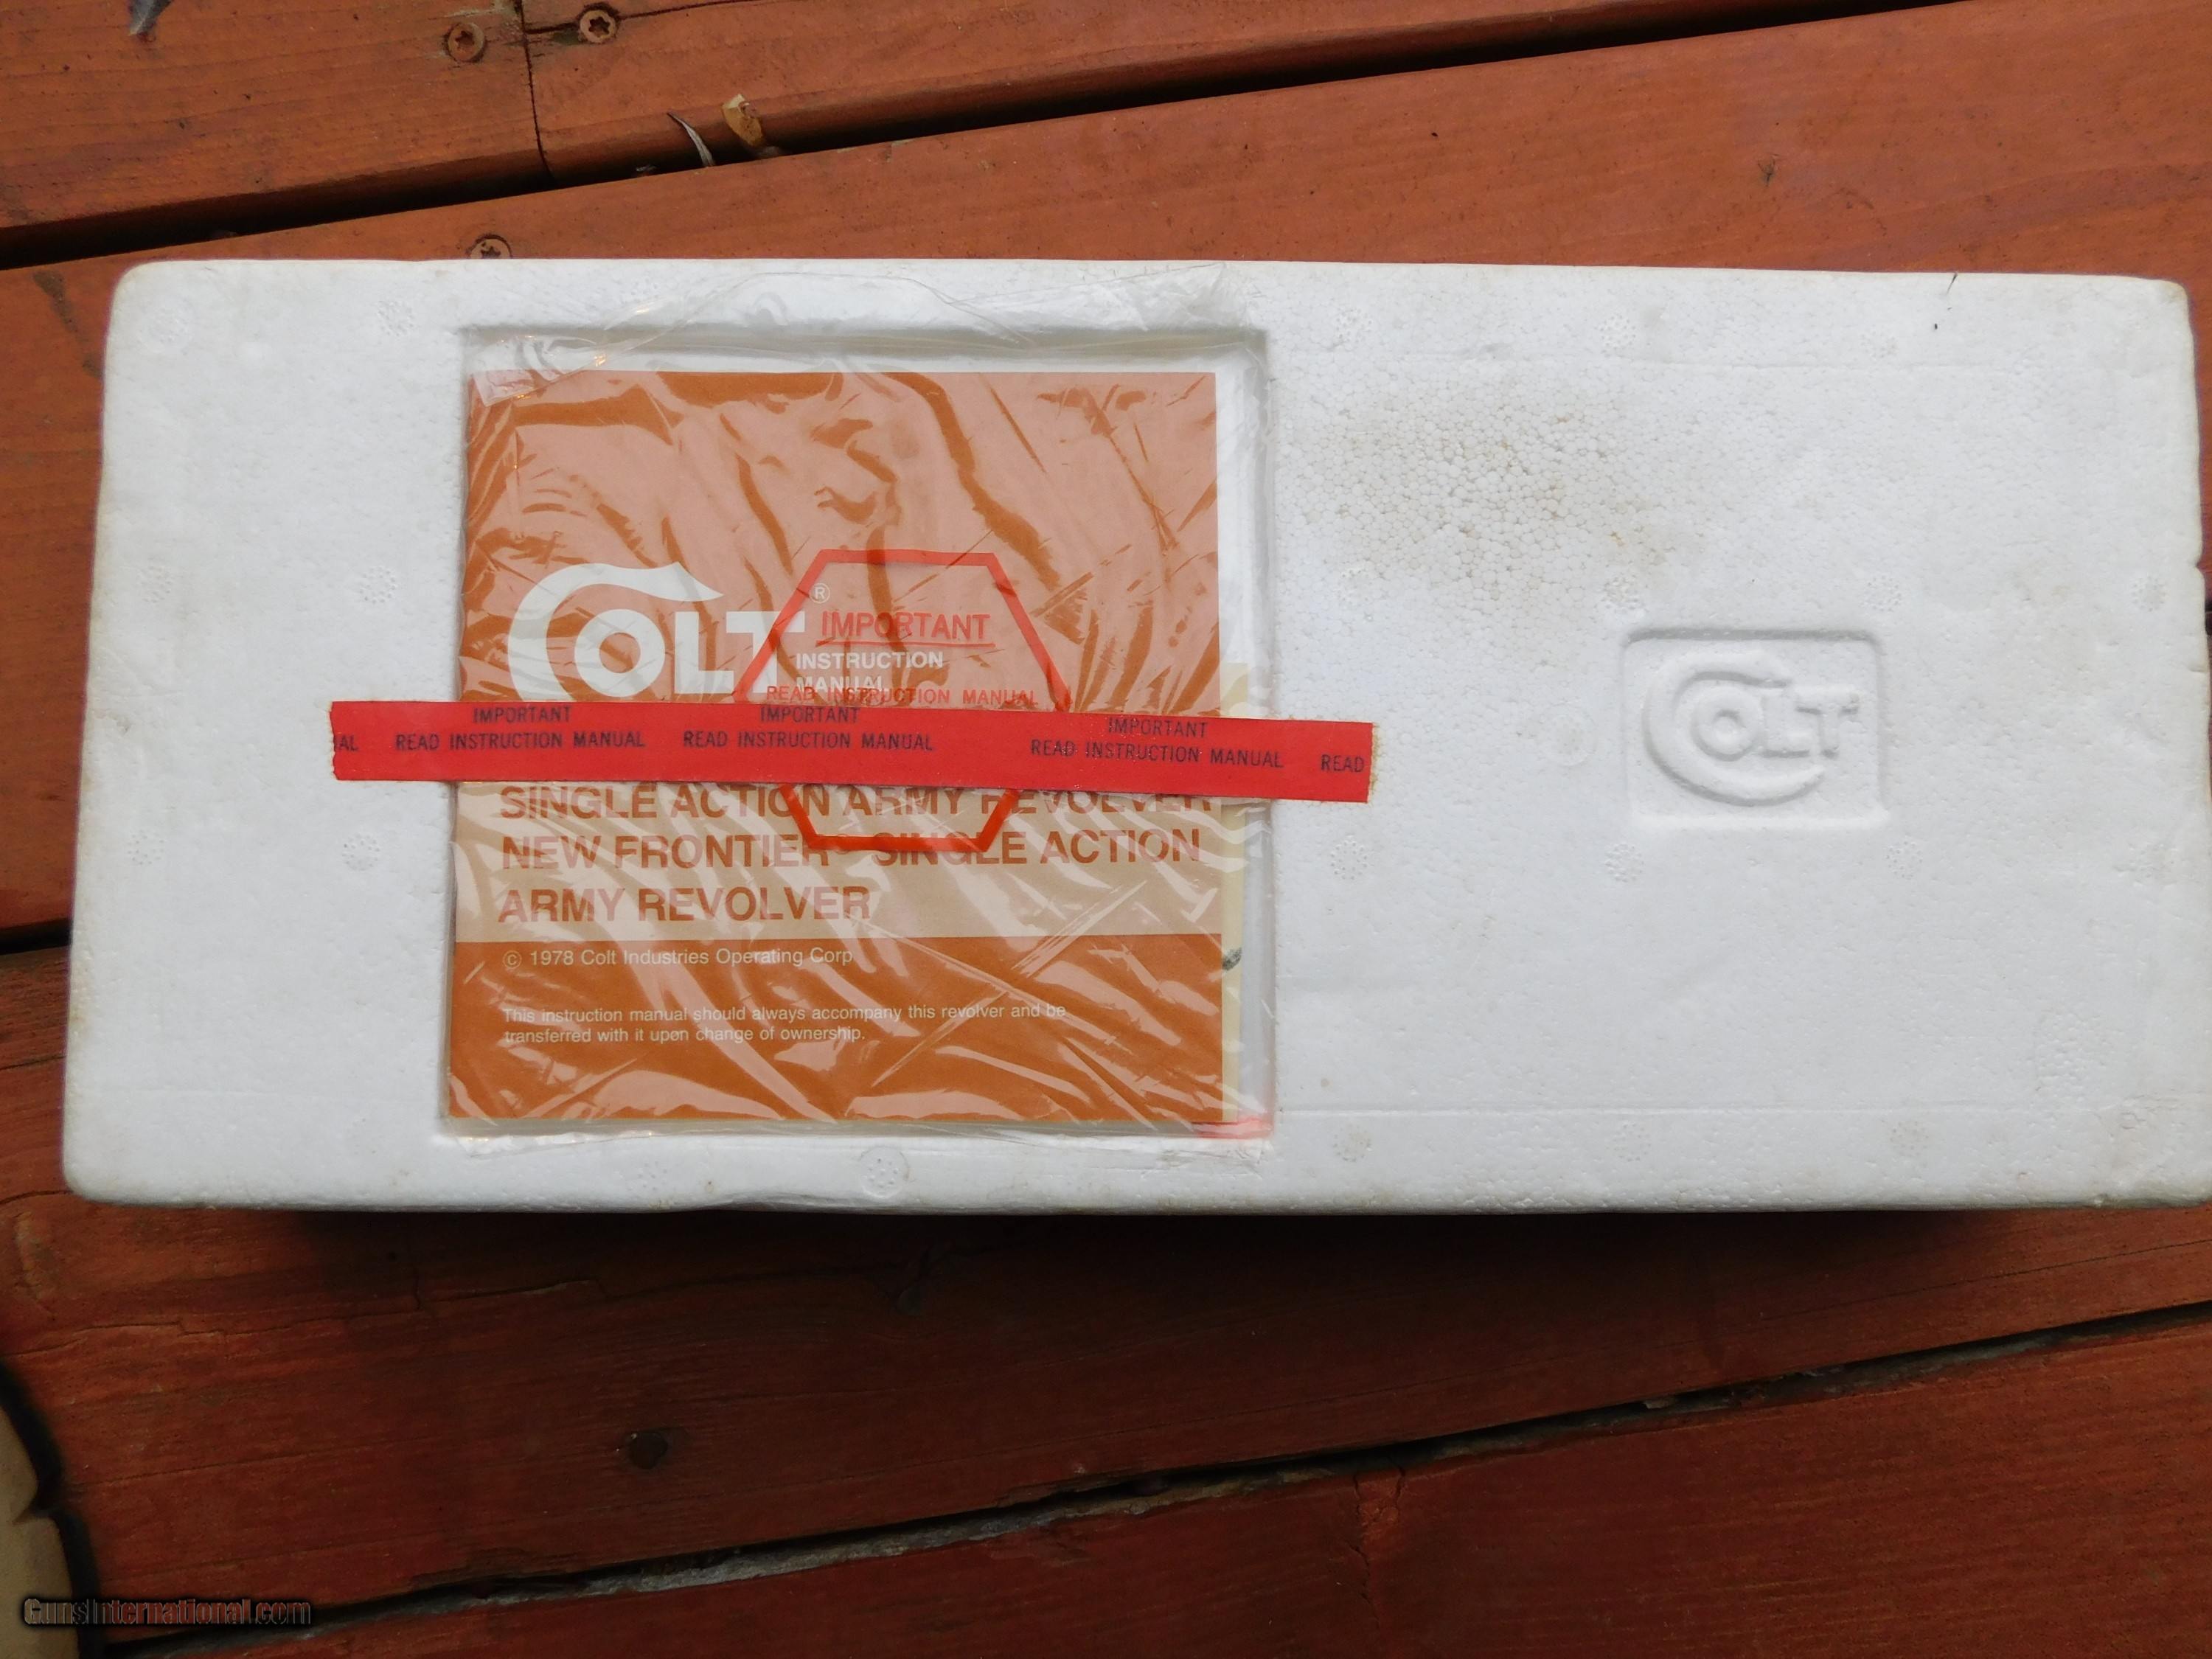 COLT®
IMPORTANT
INSTRUCTION
MANUAL
READ INSTRUCTION MANUAL
IMPORTANT IMPORTANT IMPORTANT
AL READ INSTRUCTION MANUAL READ INSTRUCTION MANUAL READ INSTRUCTION MANUAL READ
SINGLE ACTION ARMY REVOLVER
NEW FRONTIER® SINGLE ACTION
ARMY REVOLVER
© 1978 Colt Industries Operating Corp.
This instruction manual should always accompany this revolver and be
transferred with it upon change of ownership.
COLT
GunsInternational.com